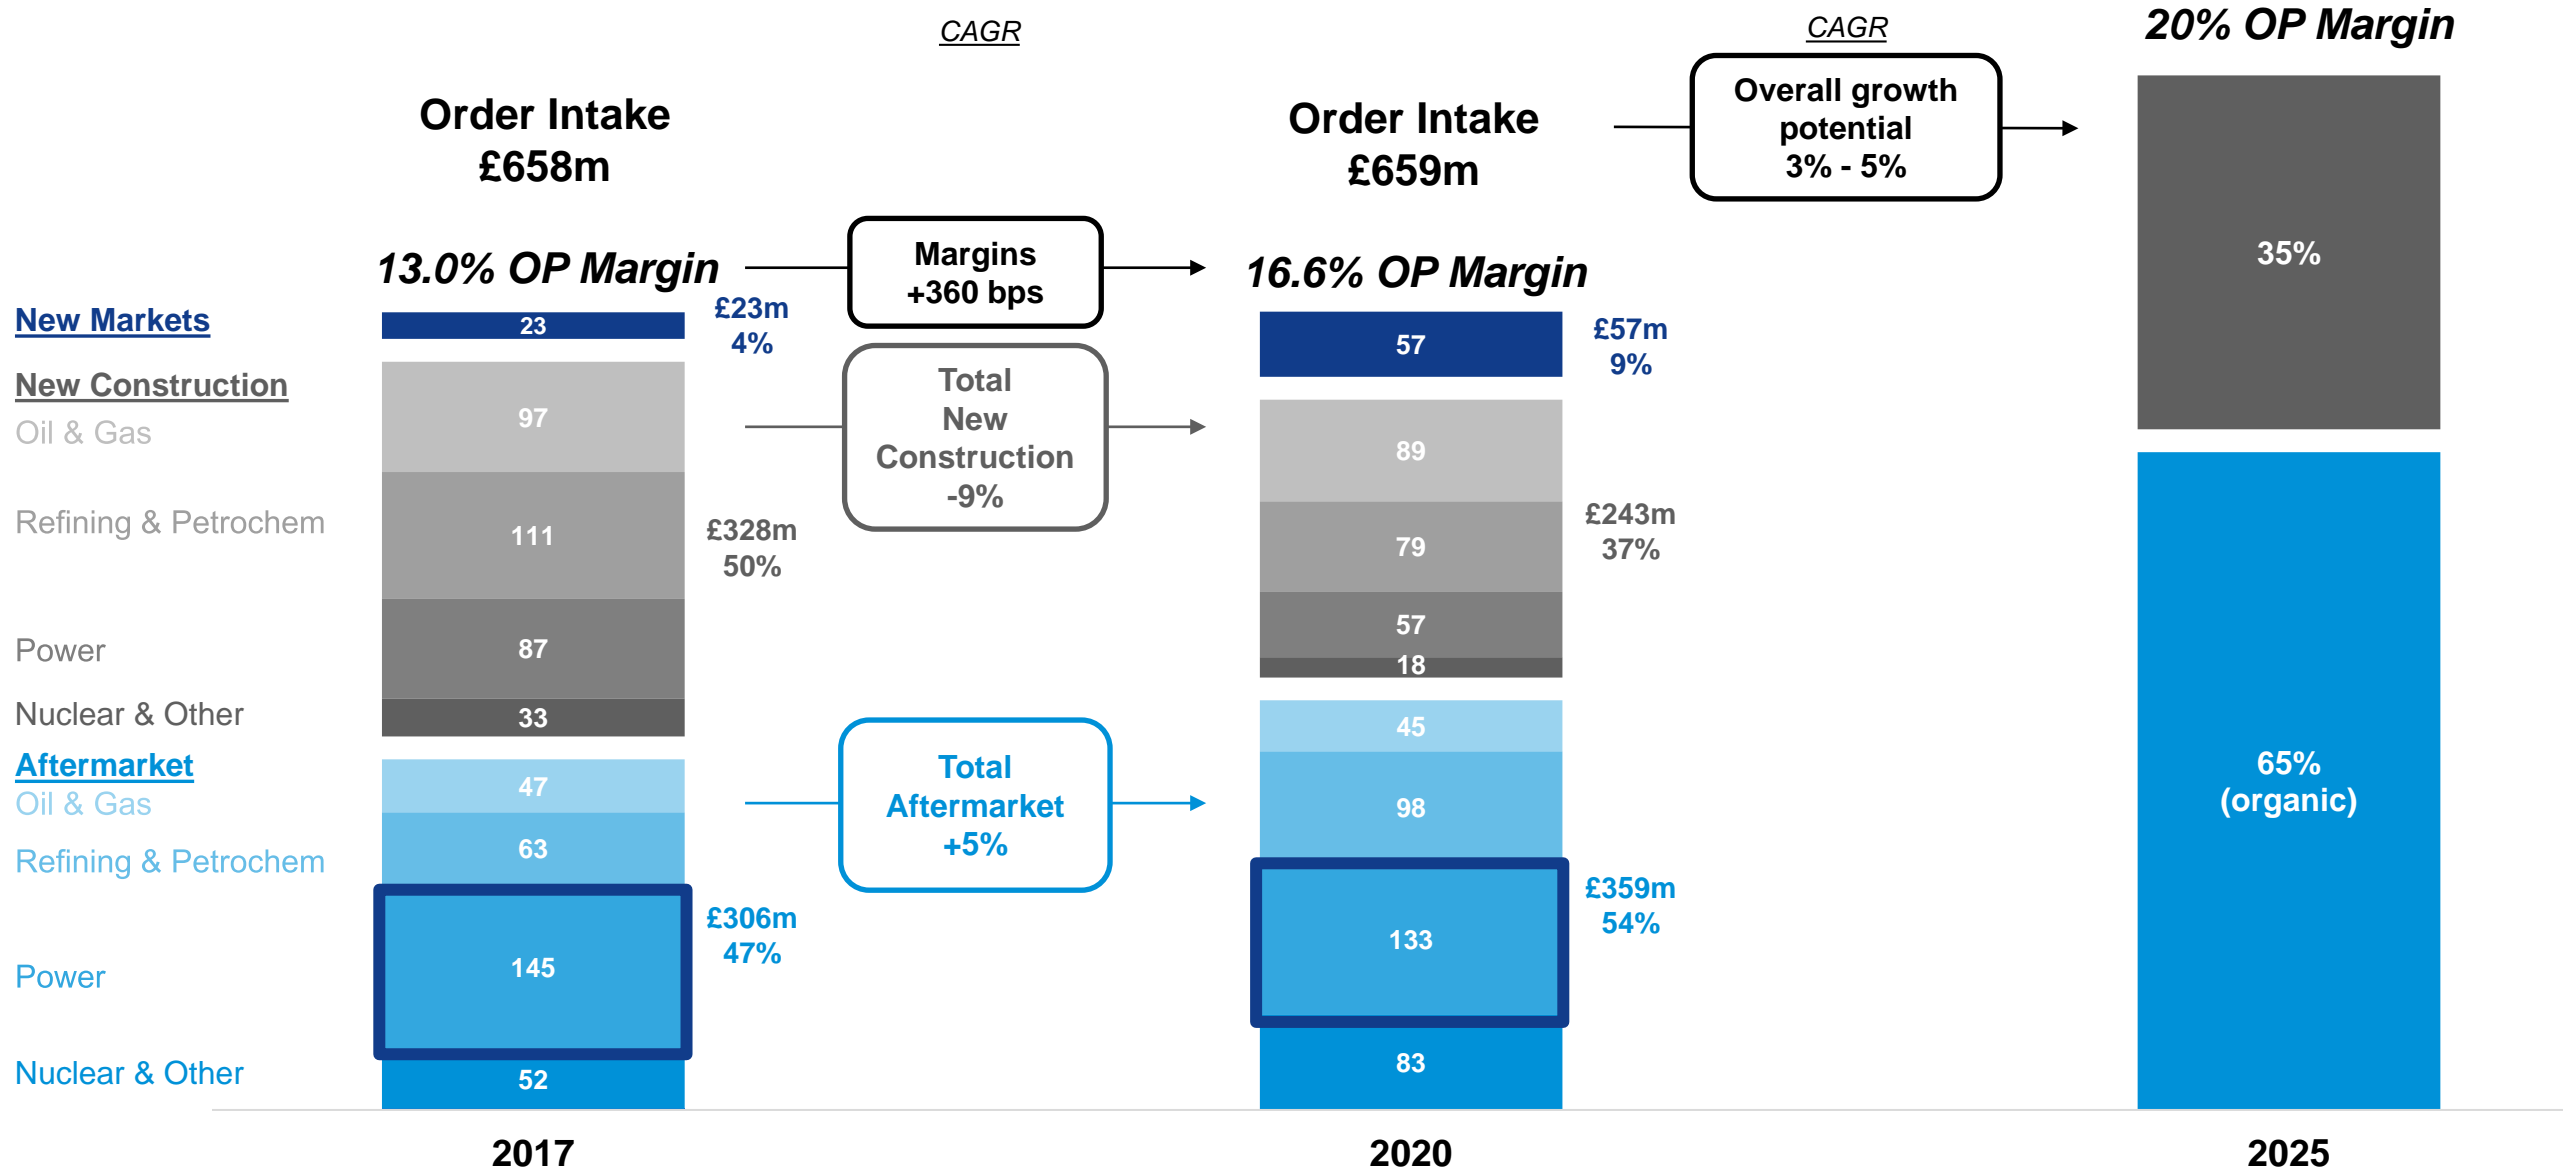 CAGR
CAGR
20% OP Margin
Order Intake
£658m
Order Intake
£659m
Overall growth
potential
3% - 5%
13.0% OP Margin
Margins
+360 bps
16.6% OP Margin
New Markets
23
£23m
4%
57
£57m
9%
New Construction
Oil & Gas
97
Total
New
Construction
-9%
89
35%
Refining & Petrochem
111
£328m
50%
79
£243m
37%
Power
87
57
18
Nuclear & Other
33
Aftermarket
Oil & Gas
47
Total
Aftermarket
+5%
45
Refining & Petrochem
63
98
65%
(organic)
Power
145
£306m
47%
133
£359m
54%
Nuclear & Other
52
83
2017
2020
2025